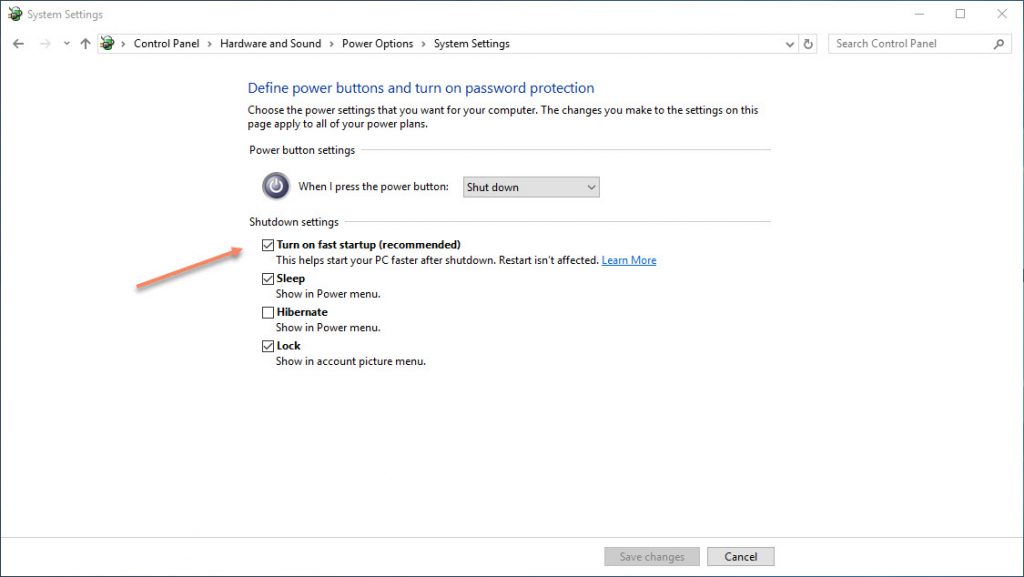 System Settings
Control Panel > Hardware and Sound > Power Options > System Settings
Search Control Panel
Define power buttons and turn on password protection
Choose the power settings that you want for your computer. The changes you make to the settings on this
page apply to all of your power plans.
Power button settings
When I press the power button: Shut down
Shutdown settings
Turn on fast startup (recommended)
This helps start your PC faster after shutdown. Restart isn't affected. Learn More
Sleep
Show in Power menu.
Hibernate
Show in Power menu.
Lock
Show in account picture menu.
Save changes Cancel